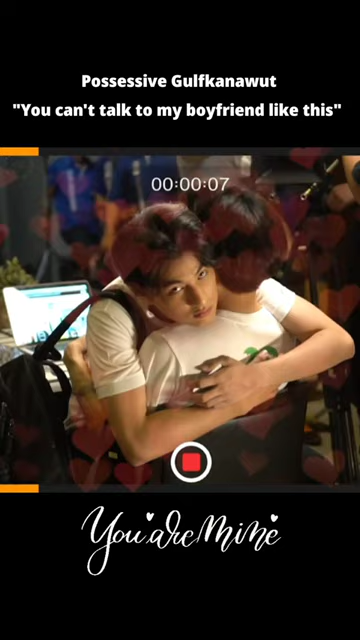 Possessive Gulfkanawut
"You can't talk to my boyfriend like this"
00:00:07
You are Mine